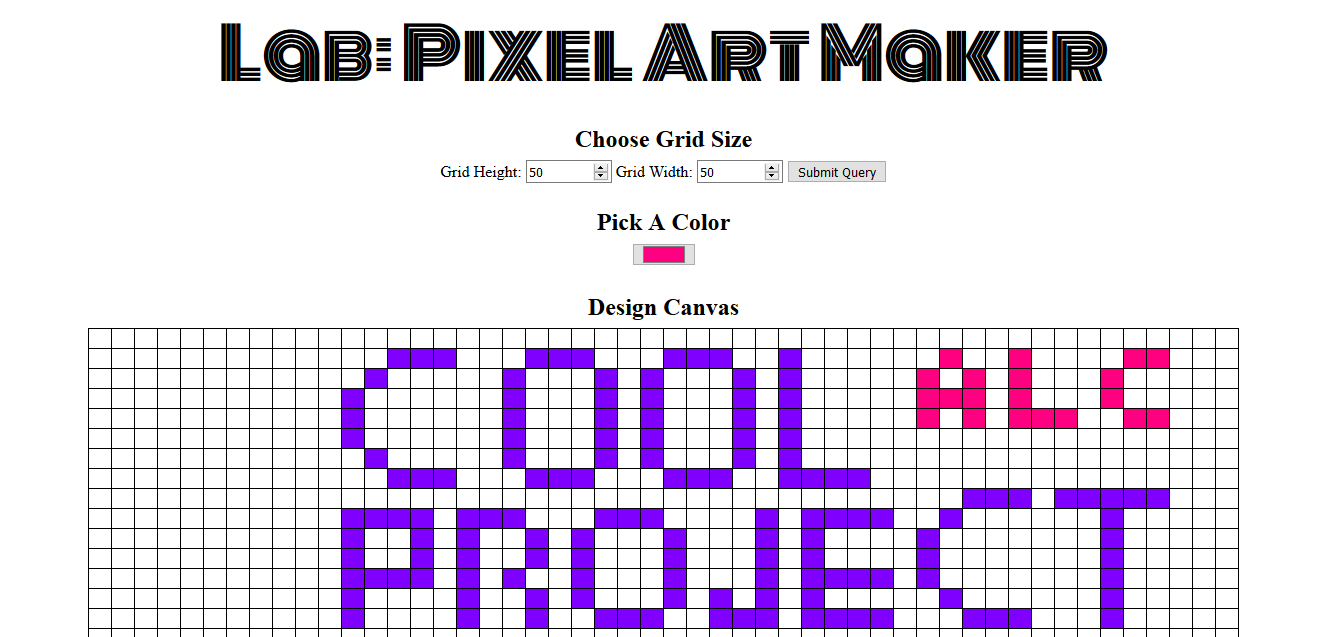 Lab: Pixel Art Maker
Choose Grid Size
Grid Height: 50 Grid Width: 50 Submit Query
Pick A Color
Design Canvas
COOL ALC
PROJECT